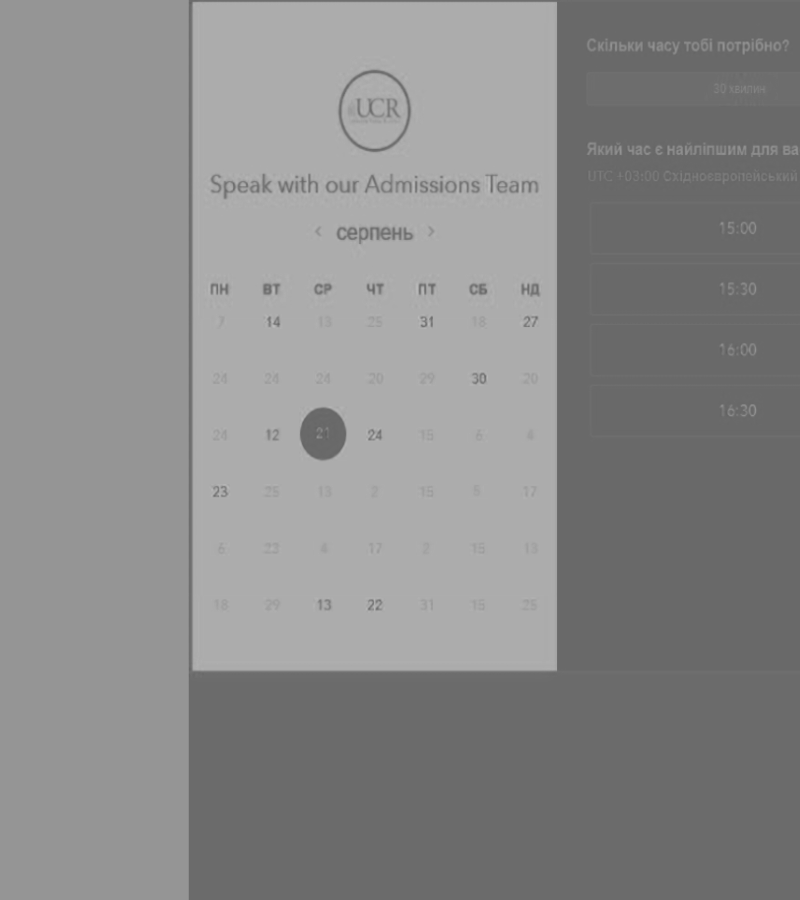 UCR
Speak with our Admissions Team
‹ серпень ›
ПН ВТ СР ЧТ ПТ СБ НД
7 14 13 25 31 18 27
24 24 24 20 29 30 20
24 12 21 24 15 6 4
23 25 13 2 15 5 17
6 23 4 17 2 15 13
18 29 13 22 31 15 25
Скільки часу тобі потрібно?
30 хвилин
Який час є найліпшим для ва
UTC +03:00 Східноєвропейський
15:00
15:30
16:00
16:30